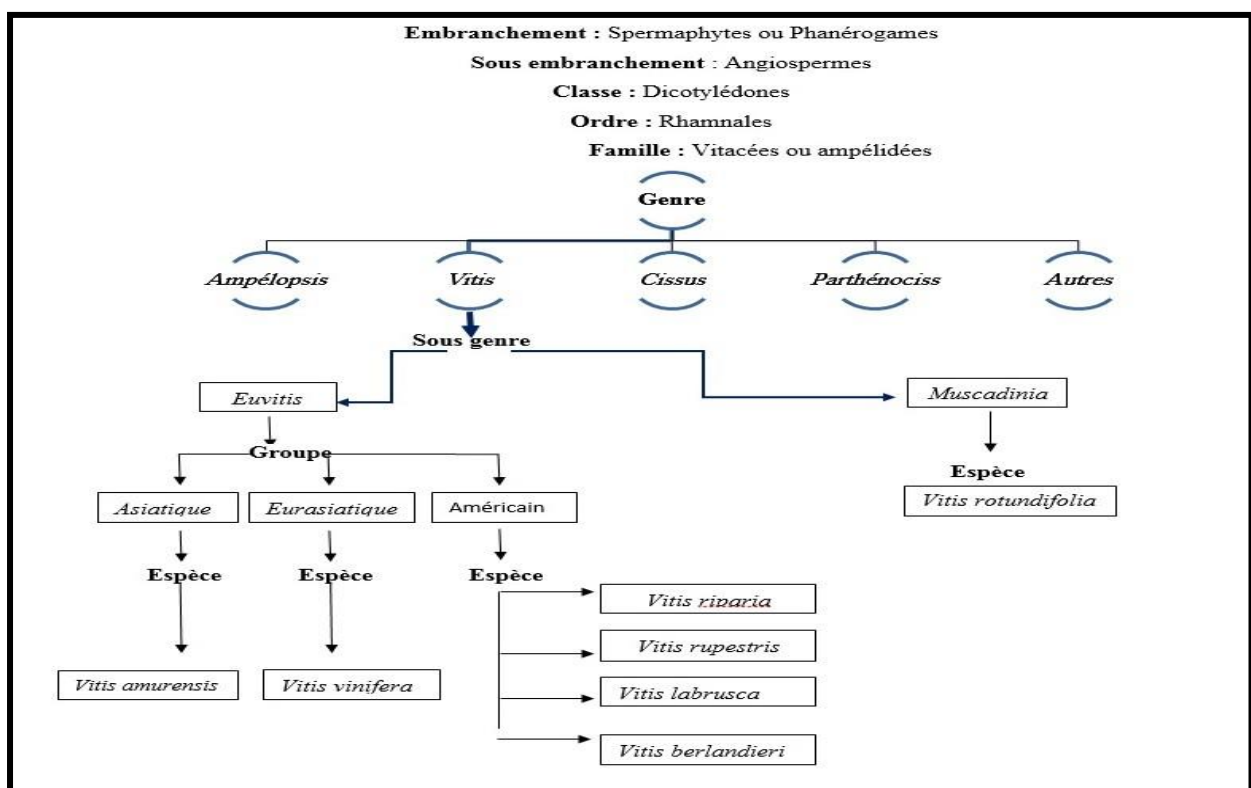 Embranchement : Spermaphytes ou Phanérogames
Sous embranchement : Angiospermes
Classe : Dicotylédones
Ordre : Rhamnales
Famille : Vitacées ou ampélidées
Genre
Ampélopsis Vitis Cissus Parthénociss Autres
Sous genre
Euvitis Muscadinia
Groupe
Espèce
Asiatique Eurasiatique Américain Vitis rotundifolia
Espèce Espèce Espèce
Vitis riparia
Vitis rupestris
Vitis amurensis Vitis vinifera Vitis labrusca
Vitis berlandieri